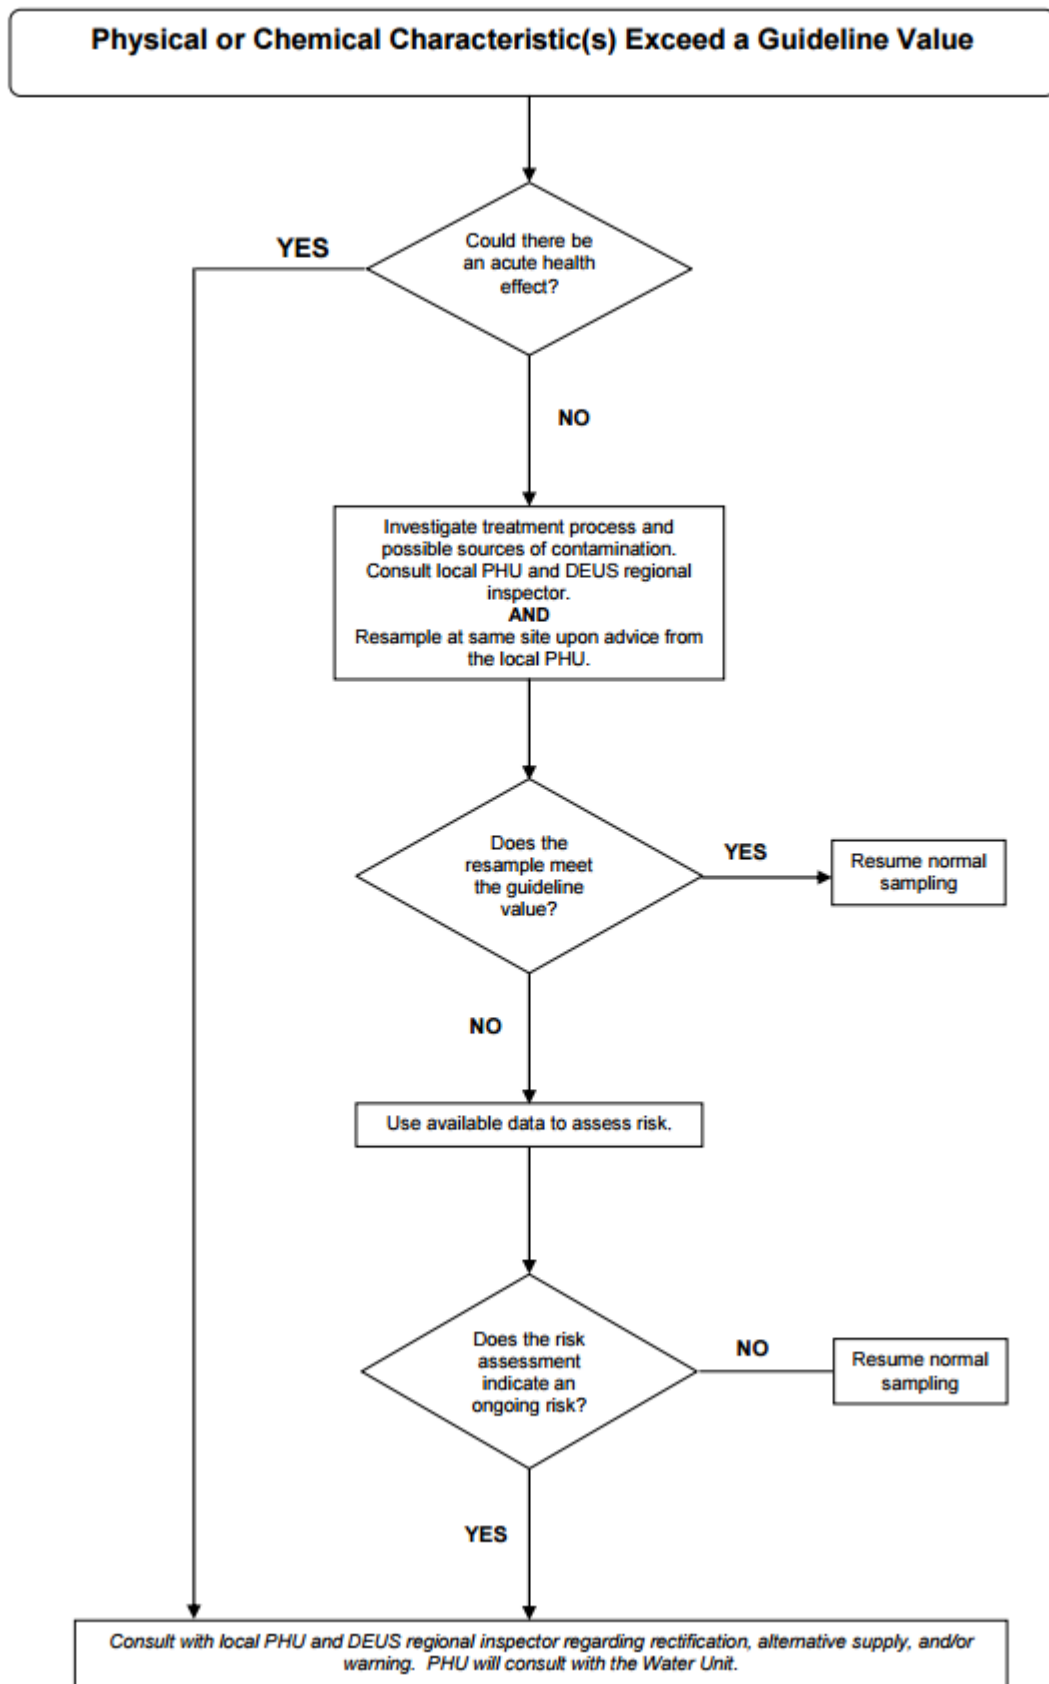 Physical or Chemical Characteristic(s) Exceed a Guideline Value
Could there be
an acute health
effect?
YES
NO
Investigate treatment process and
possible sources of contamination.
Consult local PHU and DEUS regional
inspector.
AND
Resample at same site upon advice from
the local PHU.
Does the
resample meet
the guideline
value?
YES
Resume normal
sampling
NO
Use available data to assess risk.
Does the risk
assessment
indicate an
ongoing risk?
NO
Resume normal
sampling
YES
Consult with local PHU and DEUS regional inspector regarding rectification, alternative supply, and/or
warning.  PHU will consult with the Water Unit.